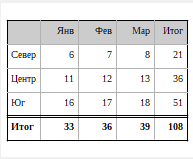 Янв Фев Мар Итог
Север 6 7 8 21
Центр 11 12 13 36
Юг 16 17 18 51
Итог 33 36 39 108